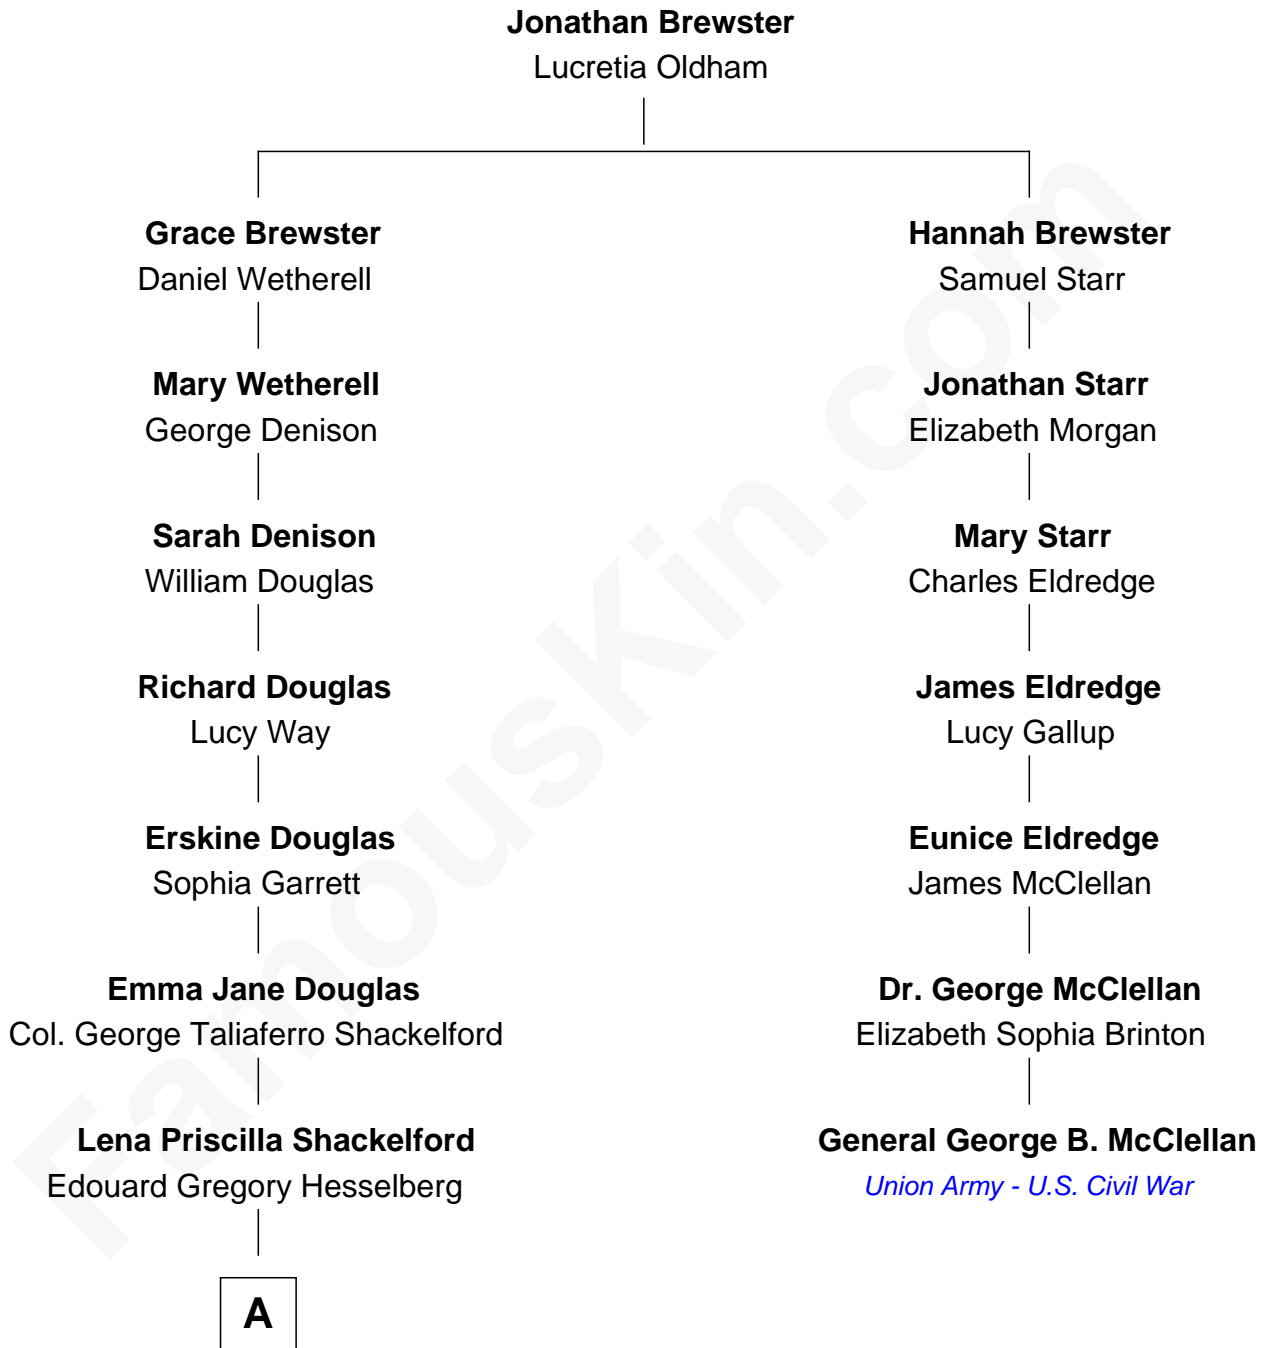 Jonathan Brewster
Lucretia Oldham
Grace Brewster
Daniel Wetherell
Hannah Brewster
Samuel Starr
Mary Wetherell
George Denison
Jonathan Starr
Elizabeth Morgan
Sarah Denison
William Douglas
Mary Starr
Charles Eldredge
Richard Douglas
Lucy Way
James Eldredge
Lucy Gallup
Erskine Douglas
Sophia Garrett
Eunice Eldredge
James McClellan
Emma Jane Douglas
Col. George Taliaferro Shackelford
Dr. George McClellan
Elizabeth Sophia Brinton
Lena Priscilla Shackelford
Edouard Gregory Hesselberg
General George B. McClellan
Union Army - U.S. Civil War
A
FamousKin.com